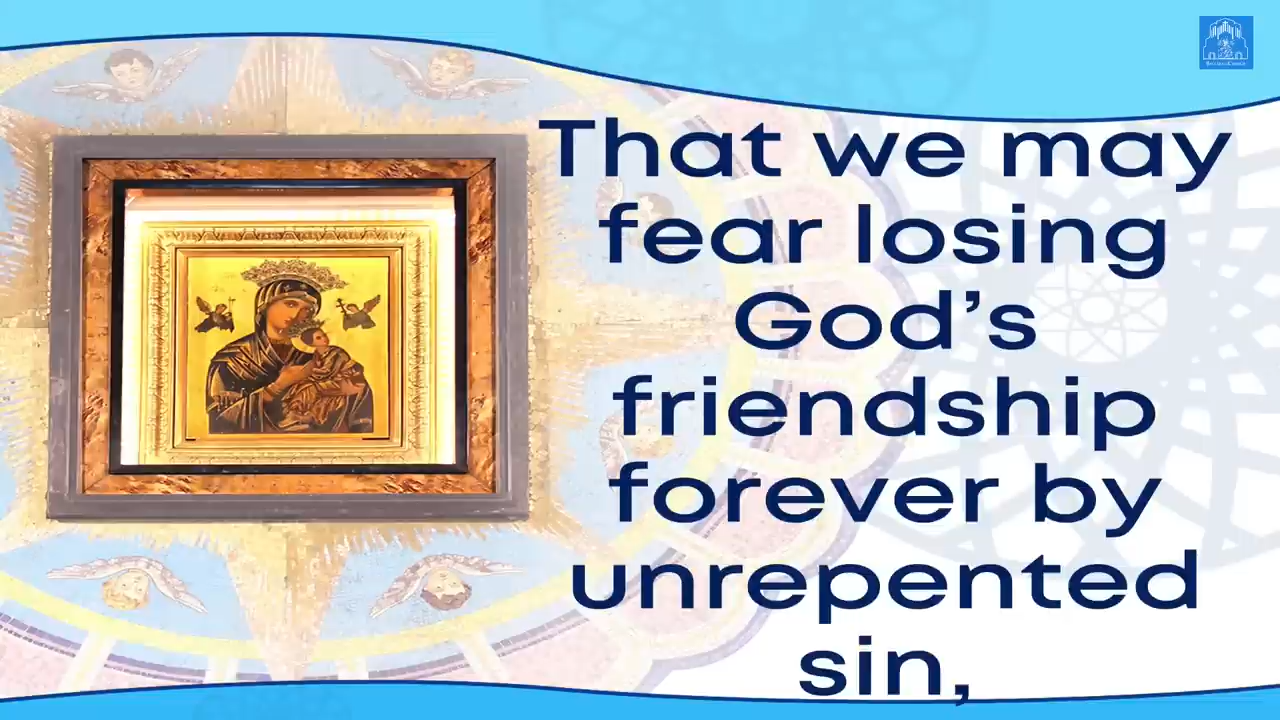 That we may
fear losing
God’s
friendship
forever by
unrepented
sin,